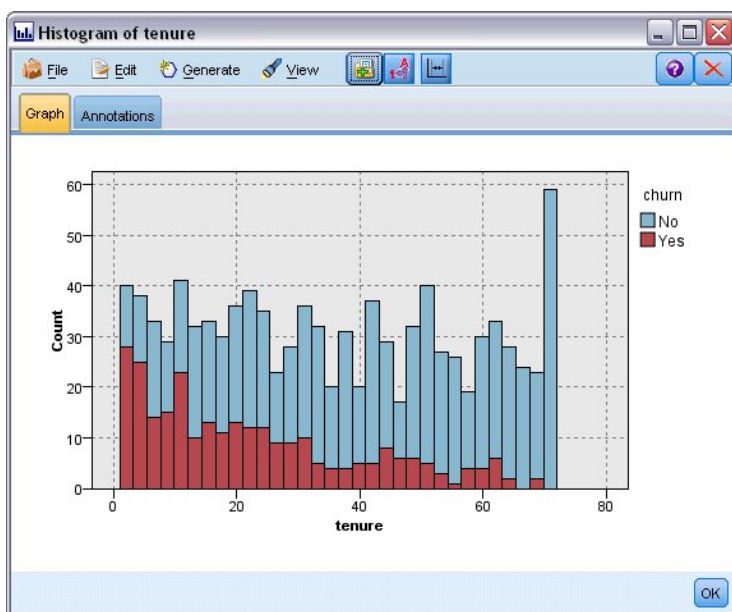 Histogram of tenure
File Edit Generate View
Graph Annotations
60
50
40
30
20
10
0
Count
0 20 40 60 80
tenure
churn
No
Yes
OK